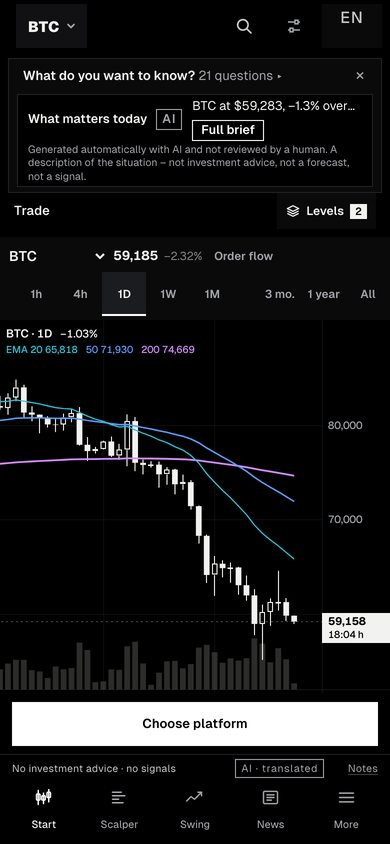 BTC
EN
What do you want to know? 21 questions ▸ ×
What matters today AI BTC at $59,283, −1.3% over…
Full brief
Generated automatically with AI and not reviewed by a human. A
description of the situation – not investment advice, not a forecast,
not a signal.
Trade Levels 2
BTC 59,185 −2.32% Order flow
1h 4h 1D 1W 1M 3 mo. 1 year All
BTC · 1D −1.03%
EMA 20 65,818 50 71,930 200 74,669
80,000
70,000
59,158
18:04 h
Choose platform
No investment advice · no signals AI · translated Notes
Start Scalper Swing News More